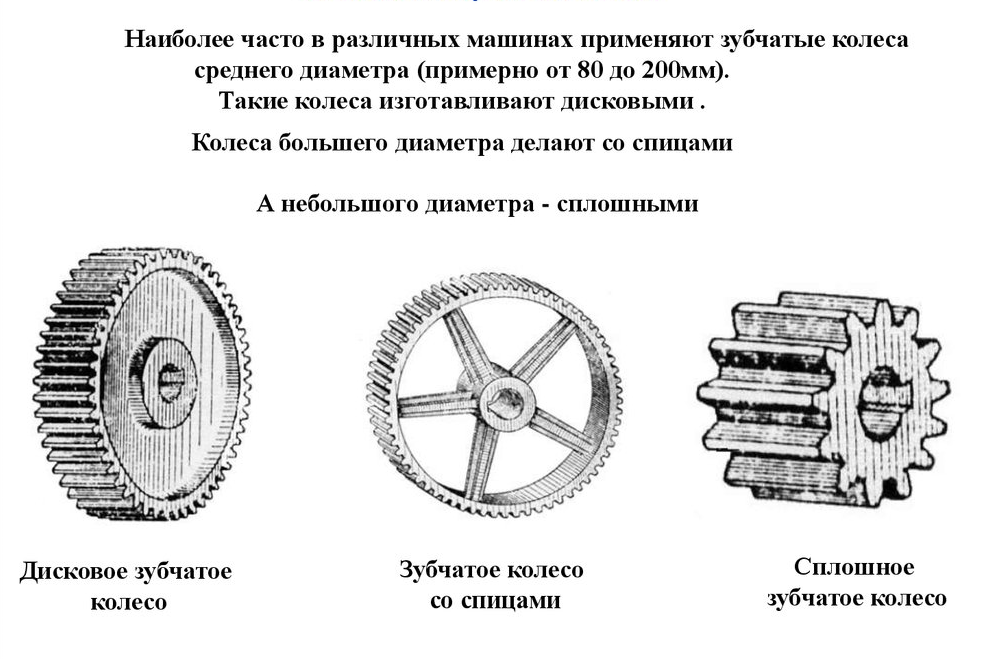 Наиболее часто в различных машинах применяют зубчатые колеса
среднего диаметра (примерно от 80 до 200мм).
Такие колеса изготавливают дисковыми .
Колеса большего диаметра делают со спицами
А небольшого диаметра - сплошными
Дисковое зубчатое
колесо
Зубчатое колесо
со спицами
Сплошное
зубчатое колесо